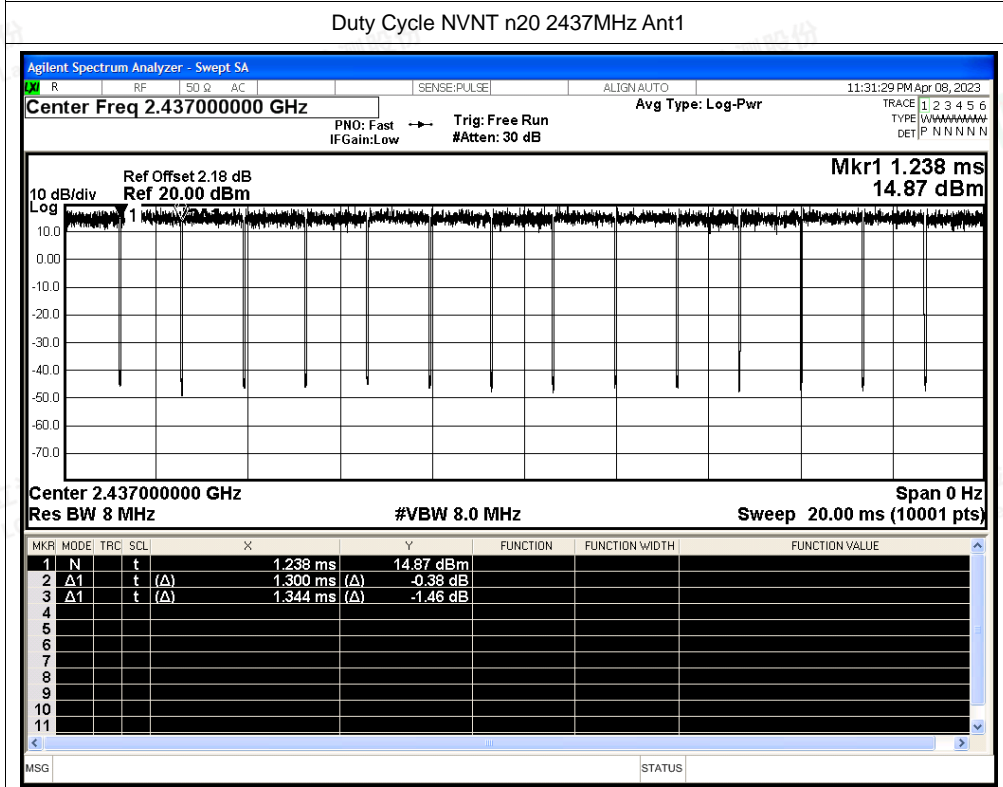 Duty Cycle NVNT n20 2437MHz Ant1
Agilent Spectrum Analyzer - Swept SA
LXI R RF 50 Ω AC SENSE:PULSE ALIGN AUTO 11:31:29 PM Apr 08, 2023
Center Freq 2.437000000 GHz Avg Type: Log-Pwr TRACE 1 2 3 4 5 6
PNO: Fast Trig: Free Run TYPE WWWWWW
IFGain:Low #Atten: 30 dB DET P N N N N N
Mkr1 1.238 ms
Ref Offset 2.18 dB
10 dB/div Ref 20.00 dBm 14.87 dBm
Log
1
10.0
0.00
-10.0
-20.0
-30.0
-40.0
-50.0
-60.0
-70.0
Center 2.437000000 GHz Span 0 Hz
Res BW 8 MHz #VBW 8.0 MHz Sweep 20.00 ms (10001 pts)
MKR MODE TRC SCL X Y FUNCTION FUNCTION WIDTH FUNCTION VALUE
1 N t 1.238 ms 14.87 dBm
2 Δ1 t (Δ) 1.300 ms (Δ) -0.38 dB
3 Δ1 t (Δ) 1.344 ms (Δ) -1.46 dB
4
5
6
7
8
9
10
11
MSG STATUS